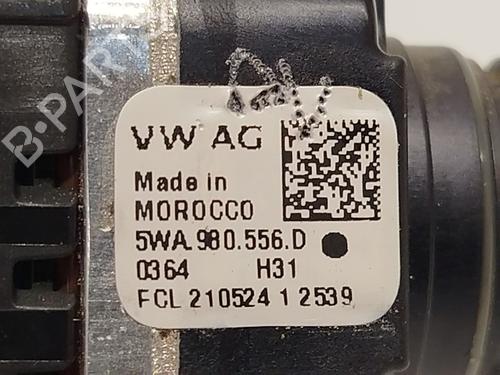 B-PARTS
VW AG
Made in
MOROCCO
5WA.980.556.D
0364 H31
FCL 210524 1 2539